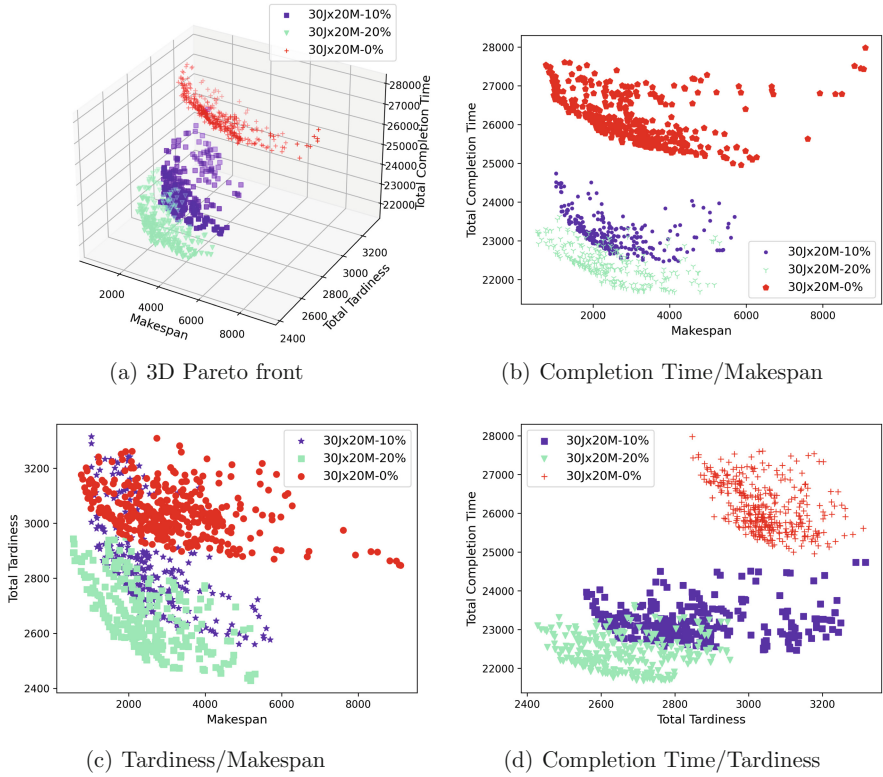 30Jx20M-10%
30Jx20M-20%
30Jx20M-0%
28000
27000
26000
25000
24000
23000
22000
Total Completion Time
2000
4000
6000
8000
Makespan
2400
2600
2800
3000
3200
Total Tardiness
(a) 3D Pareto front
28000
27000
26000
25000
24000
23000
22000
Total Completion Time
30Jx20M-10%
30Jx20M-20%
30Jx20M-0%
2000 4000 6000 8000
Makespan
(b) Completion Time/Makespan
30Jx20M-10%
30Jx20M-20%
30Jx20M-0%
3200
3000
2800
2600
2400
Total Tardiness
2000 4000 6000 8000
Makespan
(c) Tardiness/Makespan
30Jx20M-10%
30Jx20M-20%
30Jx20M-0%
28000
27000
26000
25000
24000
23000
22000
Total Completion Time
2400 2600 2800 3000 3200
Total Tardiness
(d) Completion Time/Tardiness